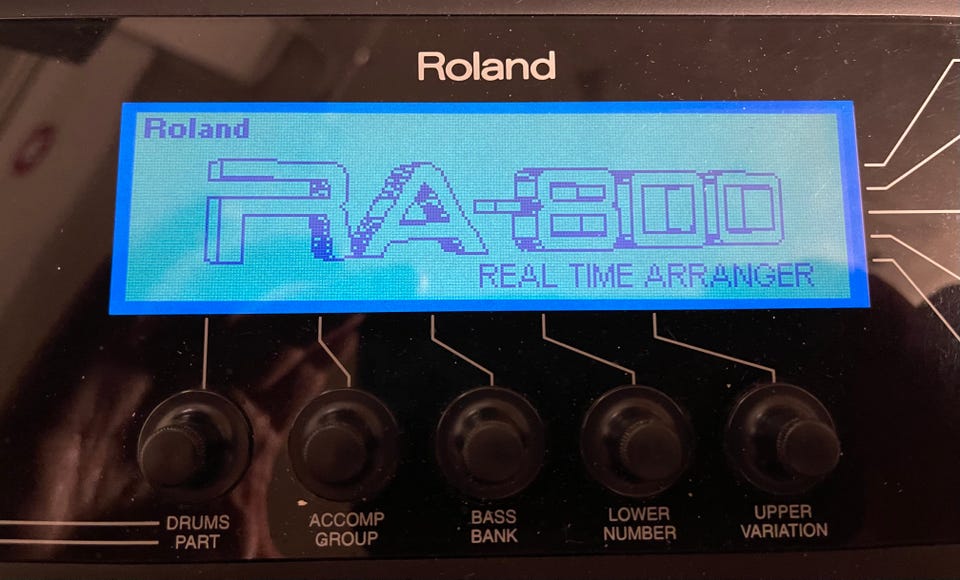 Roland
Roland
RA-800
REAL TIME ARRANGER
DRUMS
PART
ACCOMP
GROUP
BASS
BANK
LOWER
NUMBER
UPPER
VARIATION